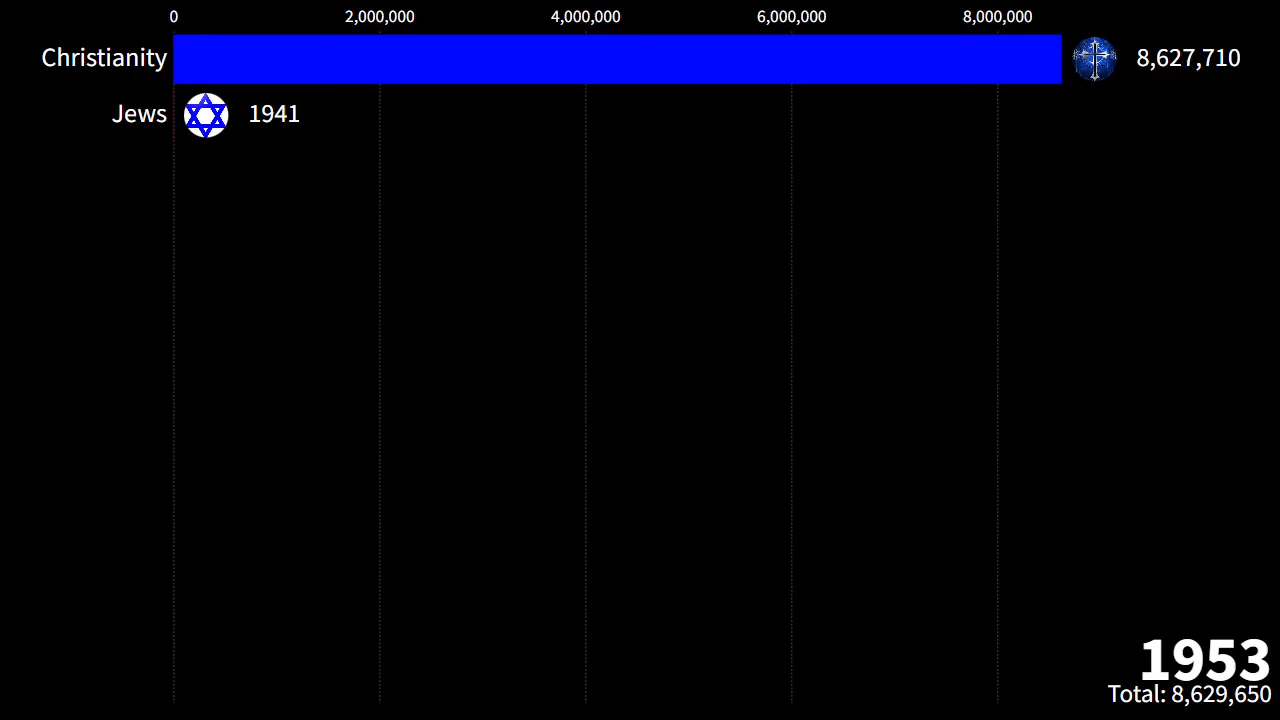 0 2,000,000 4,000,000 6,000,000 8,000,000
Christianity 8,627,710
Jews 1941
1953
Total: 8,629,650